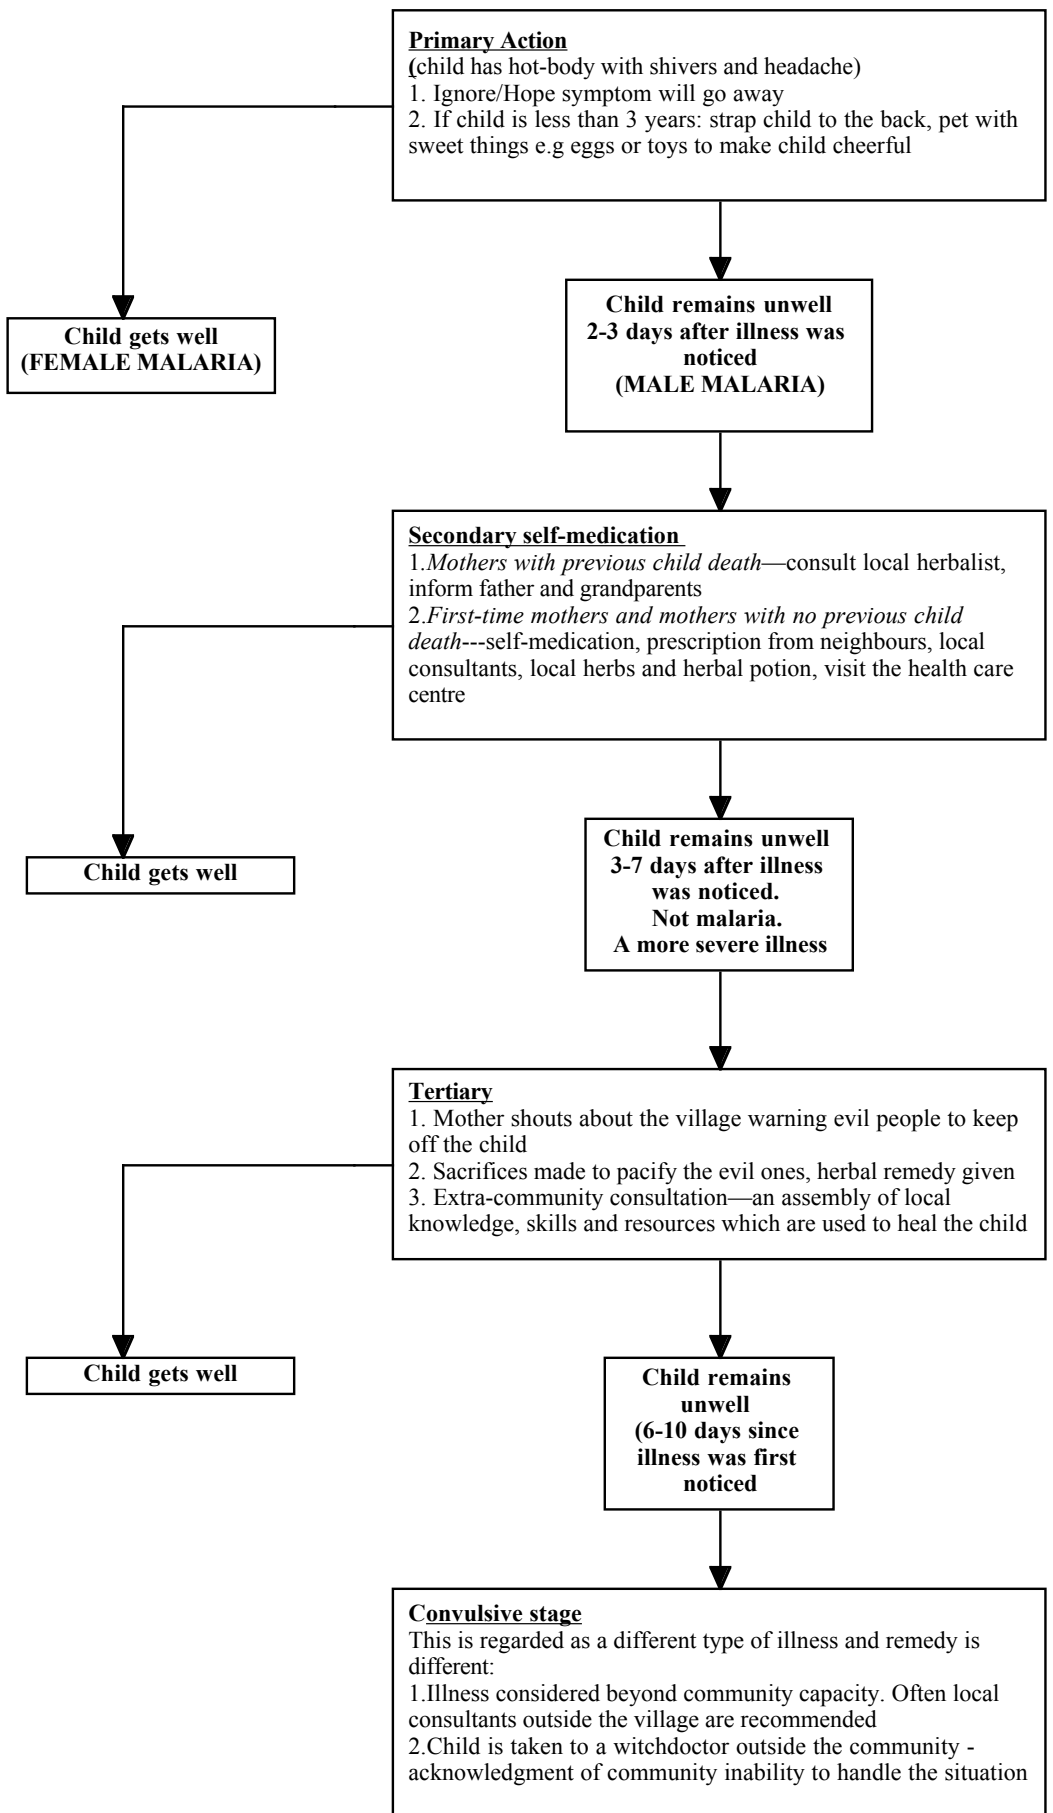 Primary Action
(child has hot-body with shivers and headache)
1. Ignore/Hope symptom will go away
2. If child is less than 3 years: strap child to the back, pet with
sweet things e.g eggs or toys to make child cheerful
Child gets well
(FEMALE MALARIA)
Child remains unwell
2-3 days after illness was
noticed
(MALE MALARIA)
Secondary self-medication
1.Mothers with previous child death—consult local herbalist,
inform father and grandparents
2.First-time mothers and mothers with no previous child
death---self-medication, prescription from neighbours, local
consultants, local herbs and herbal potion, visit the health care
centre
Child gets well
Child remains unwell
3-7 days after illness
was noticed.
Not malaria.
A more severe illness
Tertiary
1. Mother shouts about the village warning evil people to keep
off the child
2. Sacrifices made to pacify the evil ones, herbal remedy given
3. Extra-community consultation—an assembly of local
knowledge, skills and resources which are used to heal the child
Child gets well
Child remains
unwell
(6-10 days since
illness was first
noticed
Convulsive stage
This is regarded as a different type of illness and remedy is
different:
1.Illness considered beyond community capacity. Often local
consultants outside the village are recommended
2.Child is taken to a witchdoctor outside the community -
acknowledgment of community inability to handle the situation